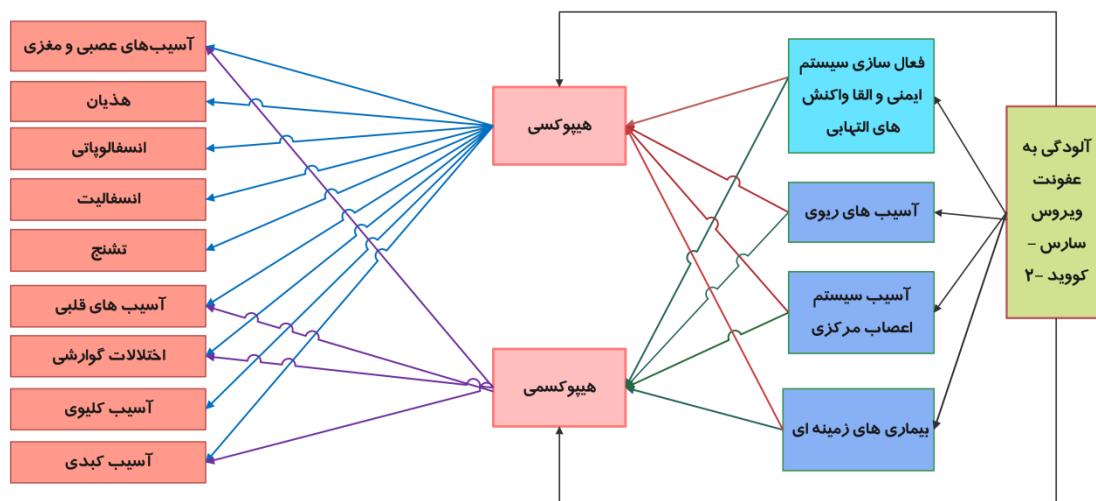 آلودگی به
عفونت
ویروس
سارس –
کووید –۲
فعال سازی سیستم
ایمنی و القا واکنش
های التهابی
آسیب های ریوی
آسیب سیستم
اعصاب مرکزی
بیماری های زمینه ای
هیپوکسی
هیپوکسمی
آسیب‌های عصبی و مغزی
هذیان
انسفالوپاتی
انسفالیت
تشنج
آسیب های قلبی
اختلالات گوارشی
آسیب کلیوی
آسیب کبدی